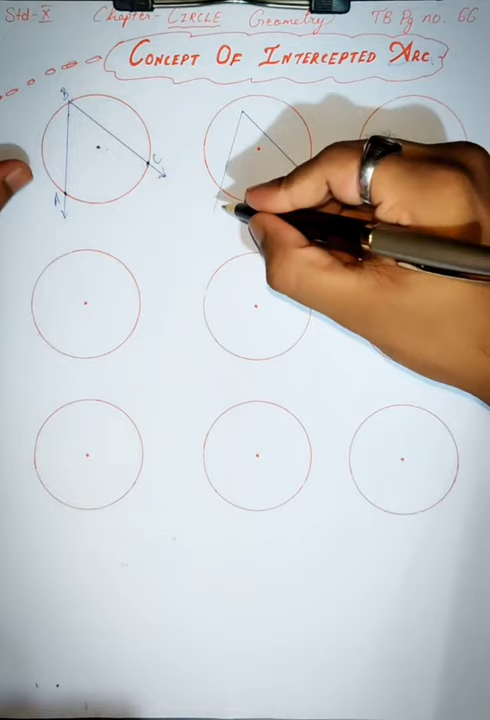 Std-X Chapter- CIRCLE Geometry TB Pg no. 66
CONCEPT OF INTERCEPTED ARC.
B
C
A